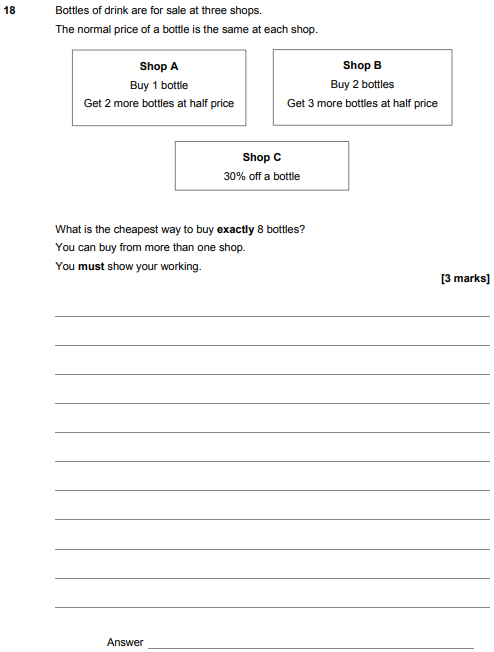 18 Bottles of drink are for sale at three shops.
The normal price of a bottle is the same at each shop.
Shop A
Buy 1 bottle
Get 2 more bottles at half price
Shop B
Buy 2 bottles
Get 3 more bottles at half price
Shop C
30% off a bottle
What is the cheapest way to buy exactly 8 bottles?
You can buy from more than one shop.
You must show your working.
[3 marks]
Answer